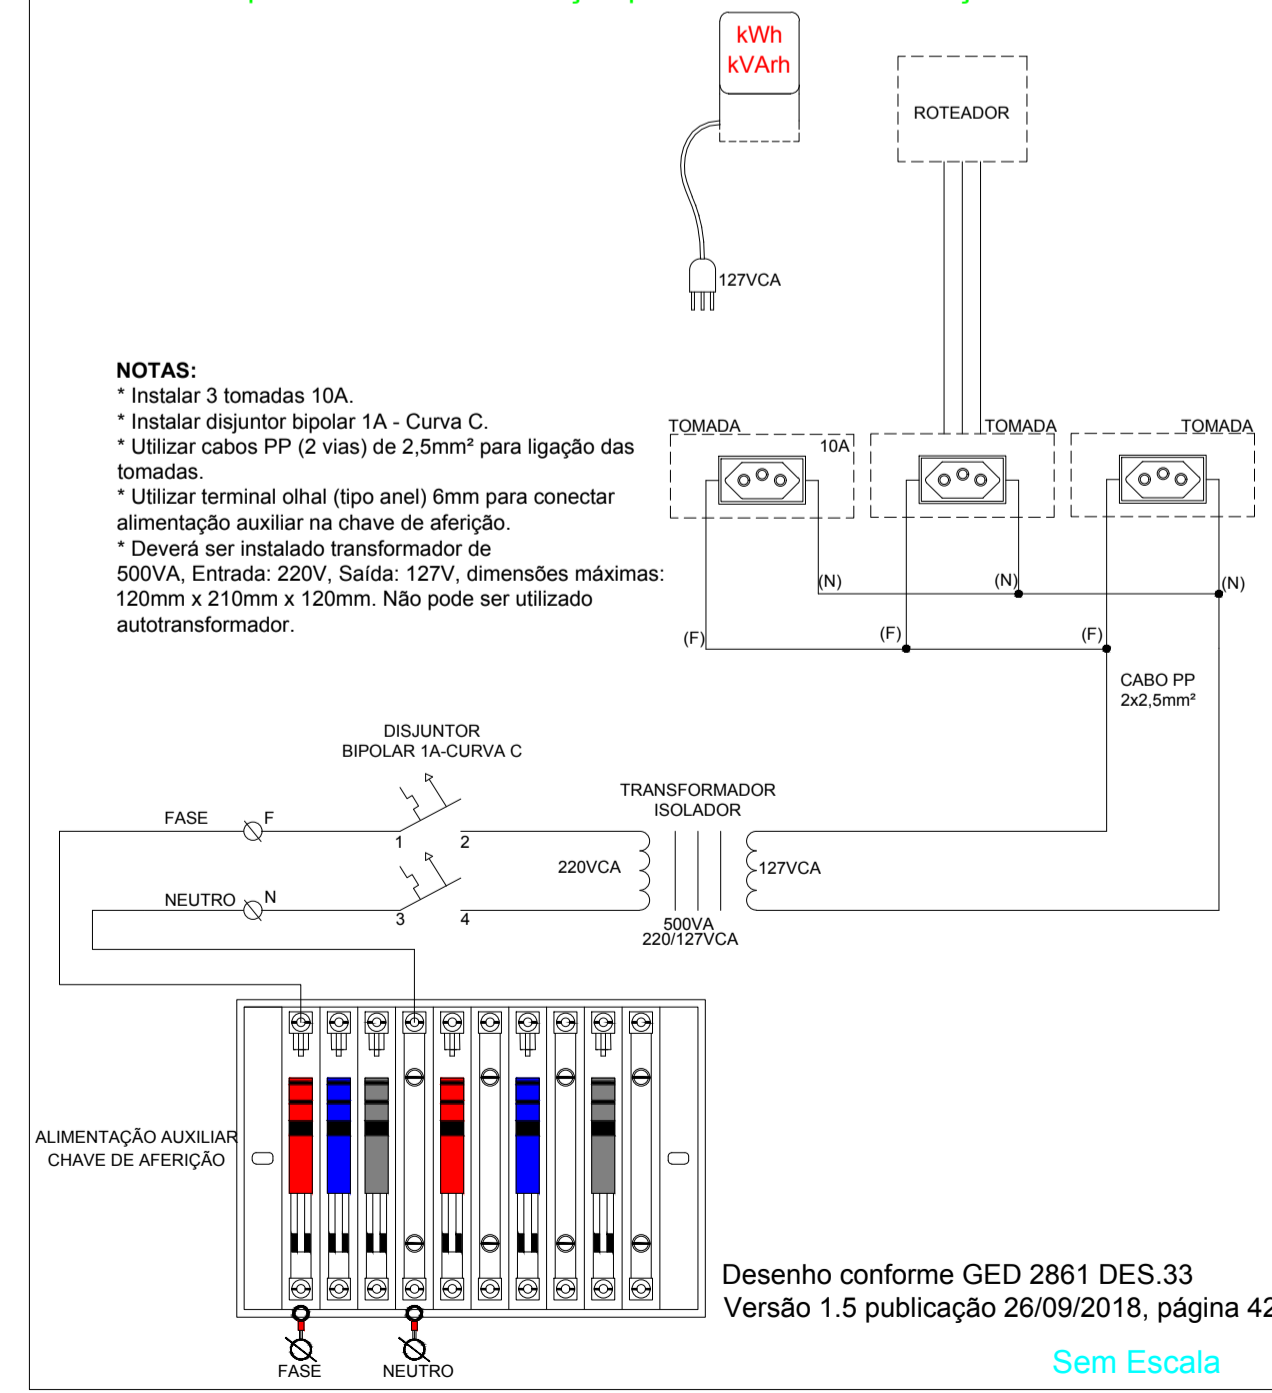 kWh
kVArh
ROTEADOR
127VCA
NOTAS:
* Instalar 3 tomadas 10A.
* Instalar disjuntor bipolar 1A - Curva C.
* Utilizar cabos PP (2 vias) de 2,5mm² para ligação das
tomadas.
* Utilizar terminal olhal (tipo anel) 6mm para conectar
alimentação auxiliar na chave de aferição.
* Deverá ser instalado transformador de
500VA, Entrada: 220V, Saída: 127V, dimensões máximas:
120mm x 210mm x 120mm. Não pode ser utilizado
autotransformador.
TOMADA
10A
TOMADA
TOMADA
(N)
(N)
(N)
(F)
(F)
(F)
CABO PP
2x2,5mm²
DISJUNTOR
BIPOLAR 1A-CURVA C
TRANSFORMADOR
ISOLADOR
FASE
F
1
2
220VCA
127VCA
NEUTRO
N
3
4
500VA
220/127VCA
ALIMENTAÇÃO AUXILIAR
CHAVE DE AFERIÇÃO
FASE
NEUTRO
Desenho conforme GED 2861 DES.33
Versão 1.5 publicação 26/09/2018, página 42
Sem Escala